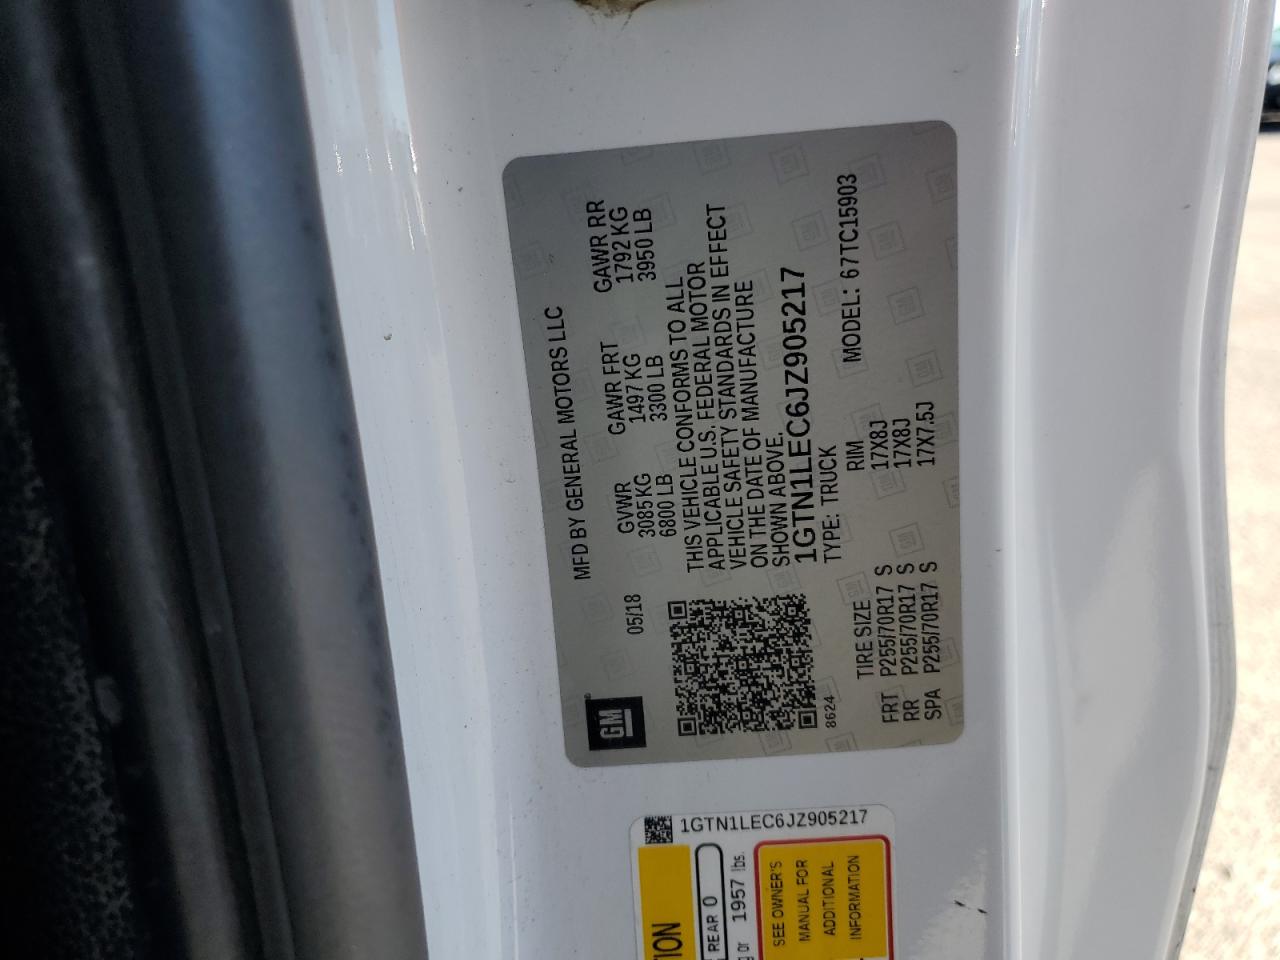 GM
MFD BY GENERAL MOTORS LLC
05/18
GVWR GAWR FRT GAWR RR
3085 KG 1497 KG 1792 KG
6800 LB 3300 LB 3950 LB
THIS VEHICLE CONFORMS TO ALL
APPLICABLE U.S. FEDERAL MOTOR
VEHICLE SAFETY STANDARDS IN EFFECT
ON THE DATE OF MANUFACTURE
SHOWN ABOVE.
1GTN1LEC6JZ905217
TYPE: TRUCK MODEL: 67TC15903
8624
TIRE SIZE RIM
FRT P255/70R17 S 17X8J
RR P255/70R17 S 17X8J
SPA P255/70R17 S 17X7.5J
1GTN1LEC6JZ905217
REAR 0
1957 lbs.
SEE OWNER'S
MANUAL FOR
ADDITIONAL
INFORMATION